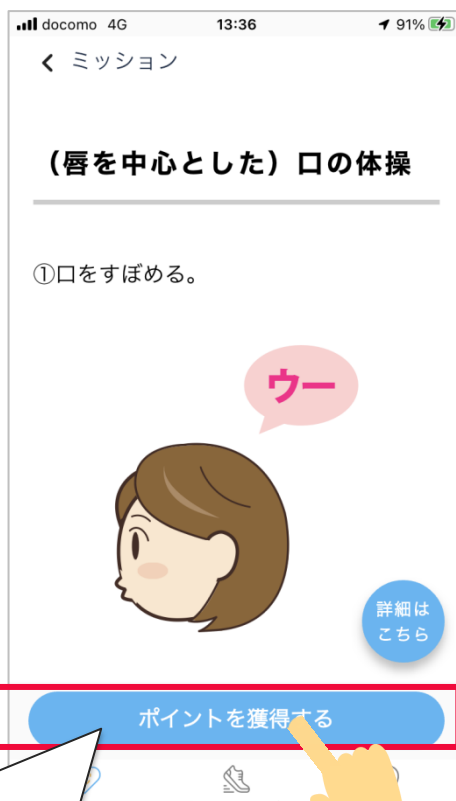 docomo 4G 13:36 91%
ミッション
（唇を中心とした）口の体操
①口をすぼめる。
ウー
詳細は
こちら
ポイントを獲得する